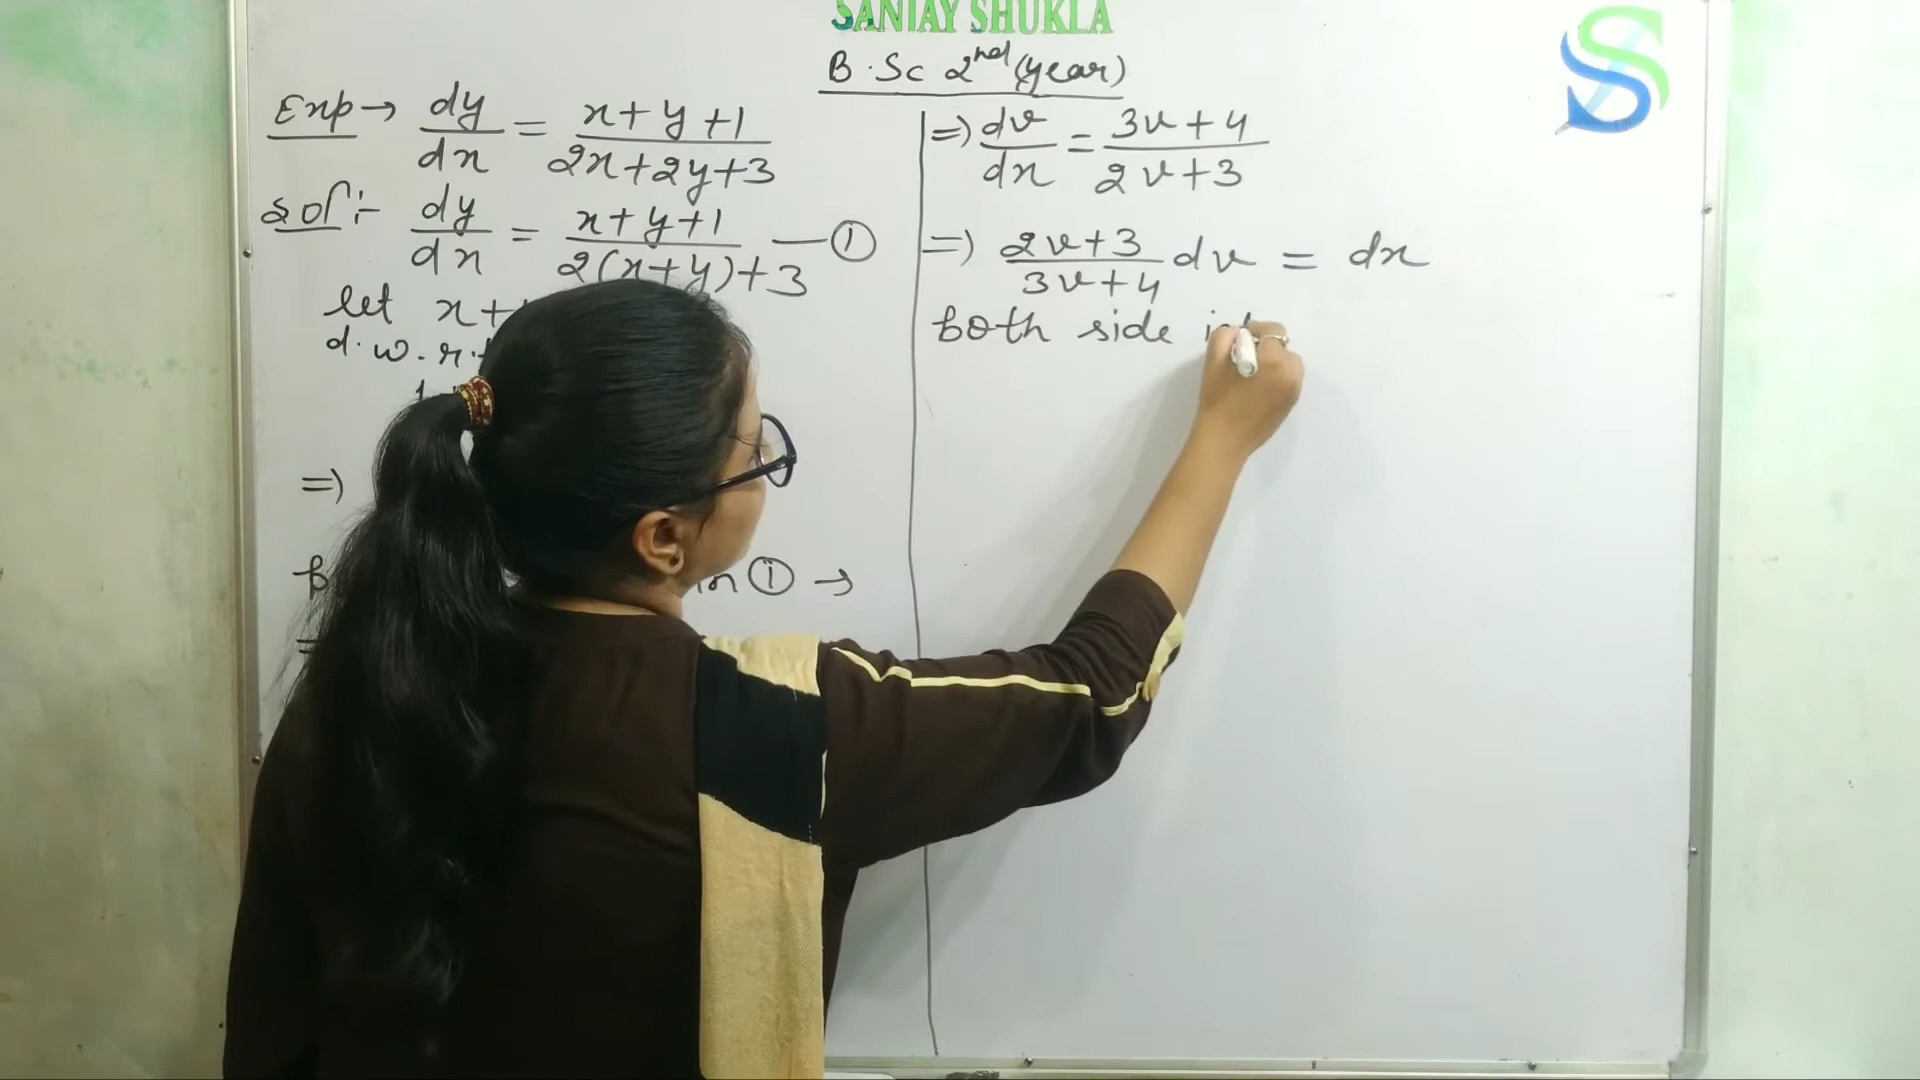 SANJAY SHUKLA
B.Sc 2nd (year)
Exp → dy/dx = x+y+1 / 2x+2y+3
Sol:- dy/dx = x+y+1 / 2(x+y)+3 — ①
let x+
d.w.r.t
=>
in ① →
=> dv/dx = 3v+4 / 2v+3
=> 2v+3 / 3v+4 dv = dx
both side int